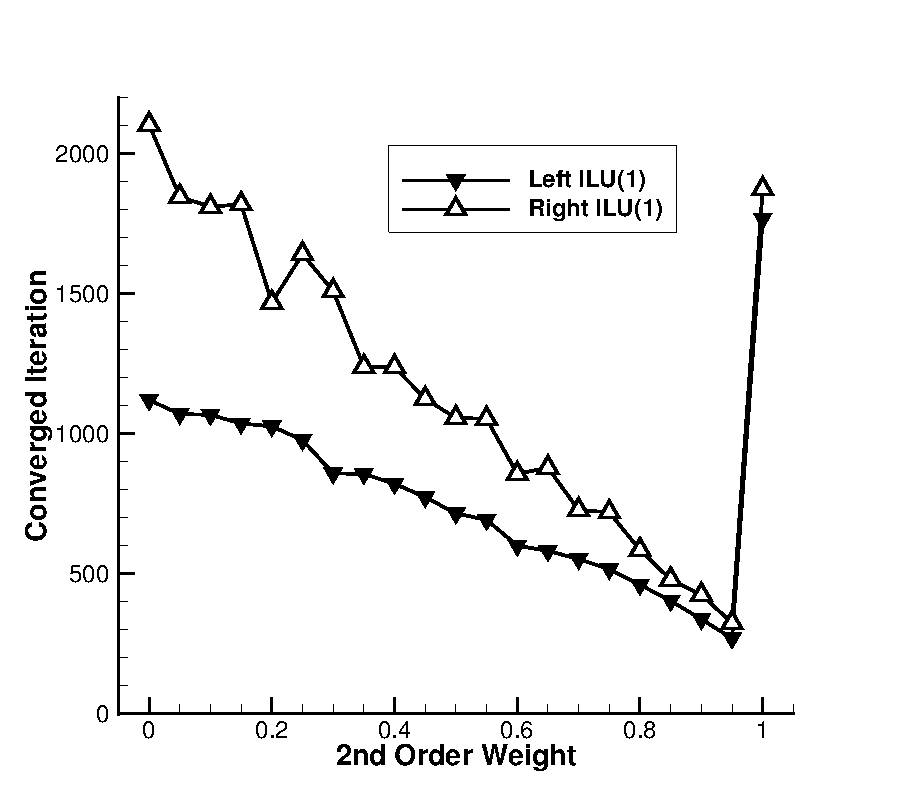 2000
1500
1000
500
0
Converged Iteration
Left ILU(1)
Right ILU(1)
0 0.2 0.4 0.6 0.8 1
2nd Order Weight